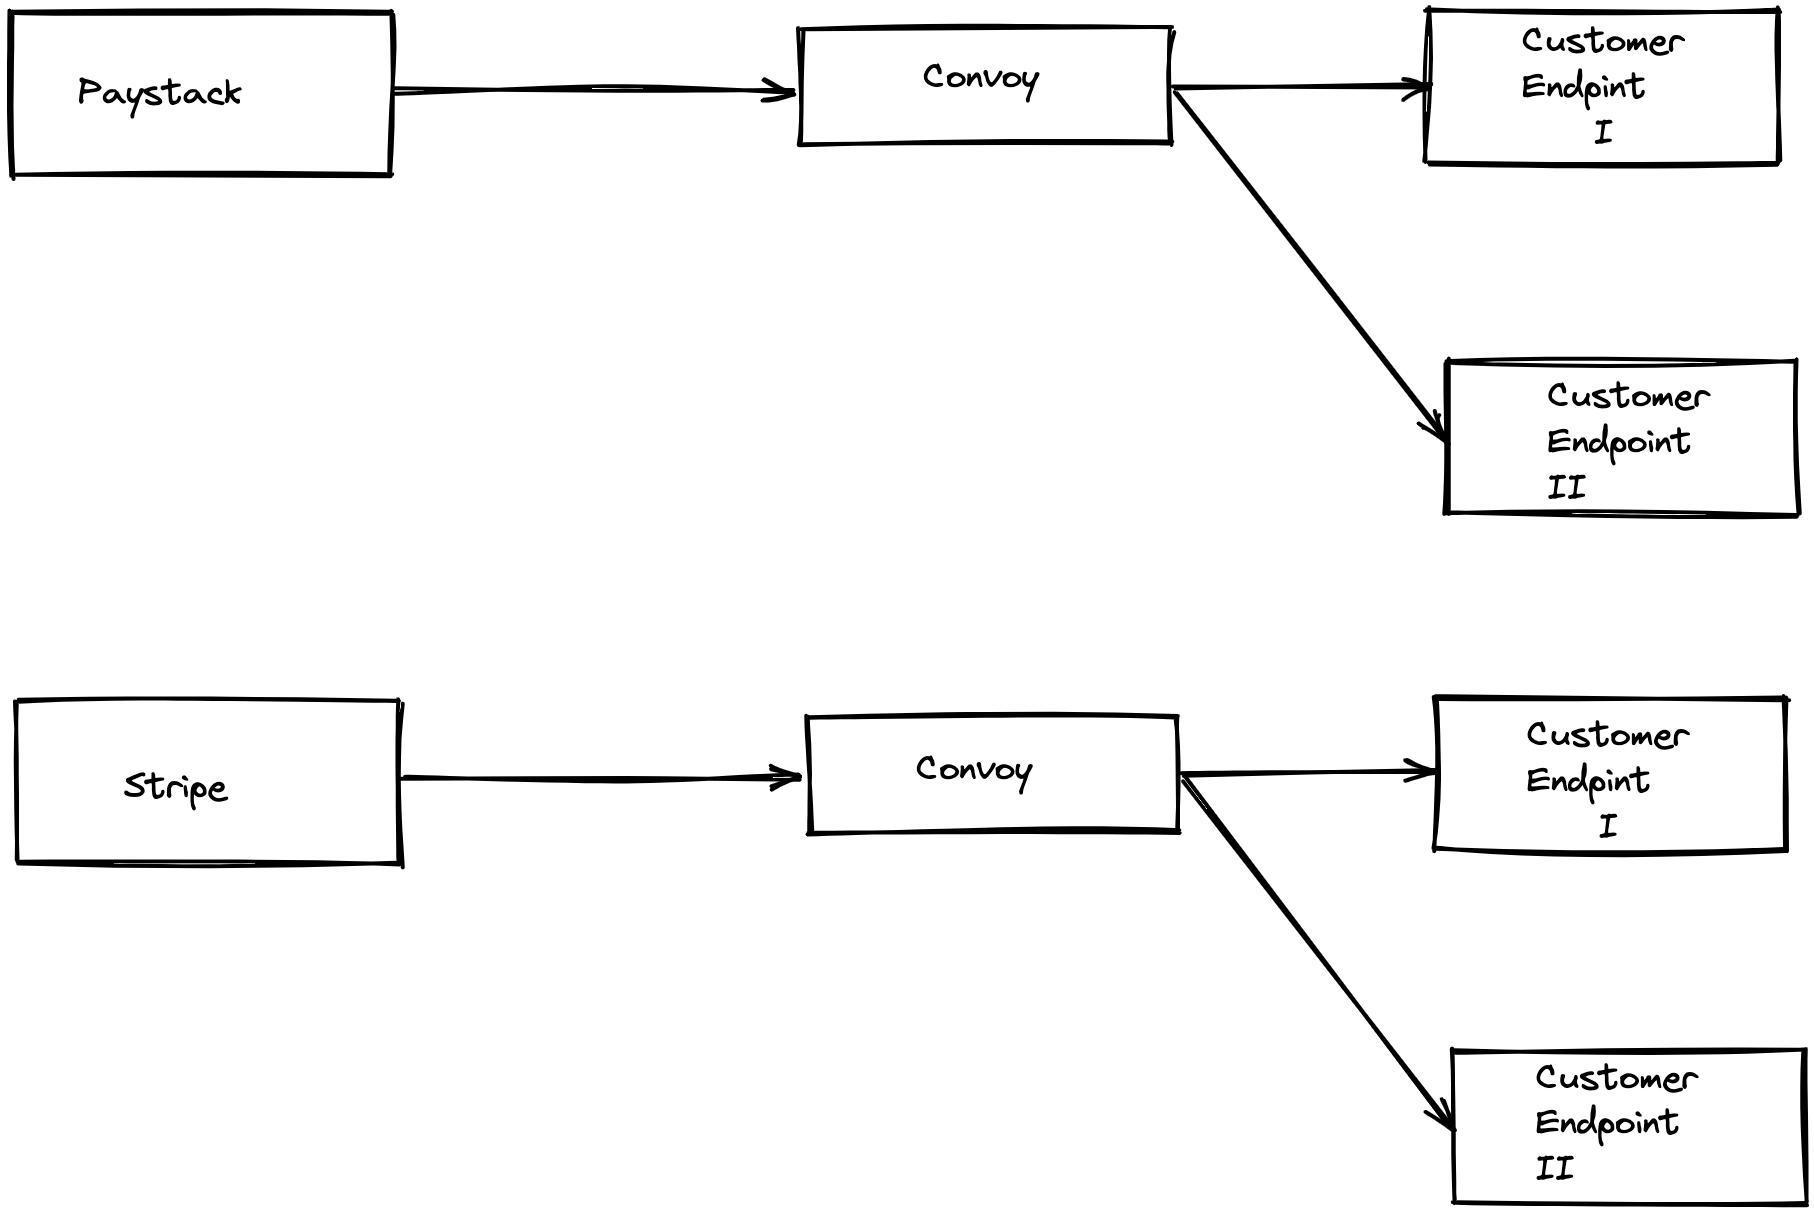 Paystack
Convoy
Customer
Endpint
I
Customer
Endpoint
II
Stripe
Convoy
Customer
Endpint
I
Customer
Endpoint
II